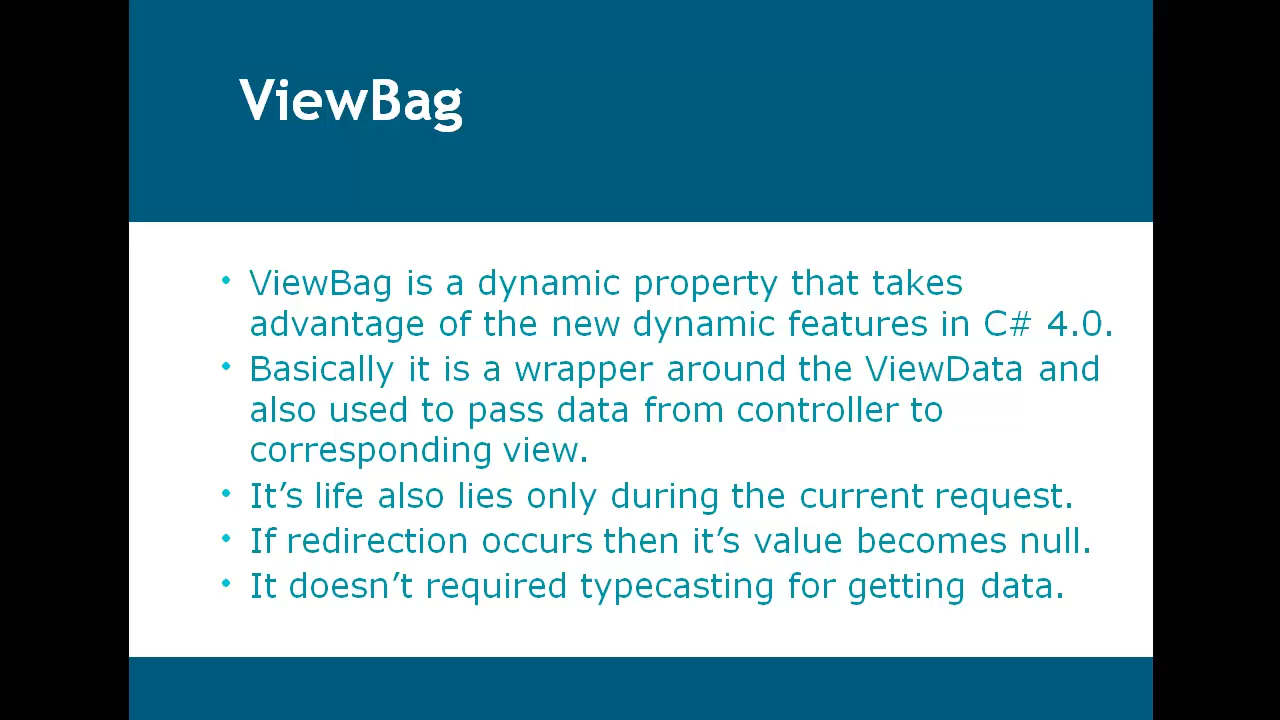 ViewBag
• ViewBag is a dynamic property that takes
advantage of the new dynamic features in C# 4.0.
• Basically it is a wrapper around the ViewData and
also used to pass data from controller to
corresponding view.
• It’s life also lies only during the current request.
• If redirection occurs then it’s value becomes null.
• It doesn’t required typecasting for getting data.